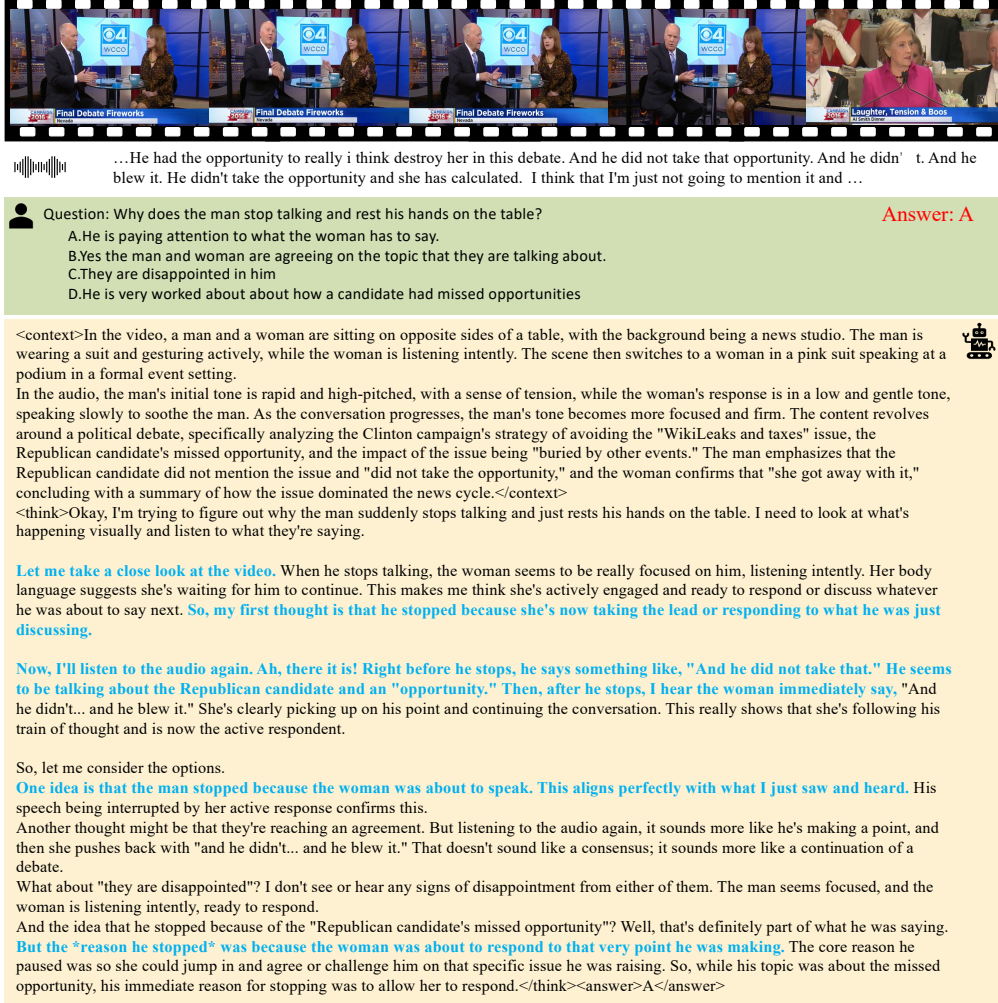 4
WCCO
4
WCCO
4
WCCO
4
WCCO
CAMPAIGN 2016 Final Debate Fireworks
Nevada
CAMPAIGN 2016 Final Debate Fireworks
Nevada
CAMPAIGN 2016 Final Debate Fireworks
Nevada
CAMPAIGN 2016 Laughter, Tension & Boos
Al Smith Dinner
…He had the opportunity to really i think destroy her in this debate. And he did not take that opportunity. And he didn' t. And he
blew it. He didn't take the opportunity and she has calculated. I think that I'm just not going to mention it and …
Question: Why does the man stop talking and rest his hands on the table?
Answer: A
A.He is paying attention to what the woman has to say.
B.Yes the man and woman are agreeing on the topic that they are talking about.
C.They are disappointed in him
D.He is very worked about about how a candidate had missed opportunities
<context>In the video, a man and a woman are sitting on opposite sides of a table, with the background being a news studio. The man is
wearing a suit and gesturing actively, while the woman is listening intently. The scene then switches to a woman in a pink suit speaking at a
podium in a formal event setting.
In the audio, the man's initial tone is rapid and high-pitched, with a sense of tension, while the woman's response is in a low and gentle tone,
speaking slowly to soothe the man. As the conversation progresses, the man's tone becomes more focused and firm. The content revolves
around a political debate, specifically analyzing the Clinton campaign's strategy of avoiding the "WikiLeaks and taxes" issue, the
Republican candidate's missed opportunity, and the impact of the issue being "buried by other events." The man emphasizes that the
Republican candidate did not mention the issue and "did not take the opportunity," and the woman confirms that "she got away with it,"
concluding with a summary of how the issue dominated the news cycle.</context>
<think>Okay, I'm trying to figure out why the man suddenly stops talking and just rests his hands on the table. I need to look at what's
happening visually and listen to what they're saying.
Let me take a close look at the video. When he stops talking, the woman seems to be really focused on him, listening intently. Her body
language suggests she's waiting for him to continue. This makes me think she's actively engaged and ready to respond or discuss whatever
he was about to say next. So, my first thought is that he stopped because she's now taking the lead or responding to what he was just
discussing.
Now, I'll listen to the audio again. Ah, there it is! Right before he stops, he says something like, "And he did not take that." He seems
to be talking about the Republican candidate and an "opportunity." Then, after he stops, I hear the woman immediately say, "And
he didn't... and he blew it." She's clearly picking up on his point and continuing the conversation. This really shows that she's following his
train of thought and is now the active respondent.
So, let me consider the options.
One idea is that the man stopped because the woman was about to speak. This aligns perfectly with what I just saw and heard. His
speech being interrupted by her active response confirms this.
Another thought might be that they're reaching an agreement. But listening to the audio again, it sounds more like he's making a point, and
then she pushes back with "and he didn't... and he blew it." That doesn't sound like a consensus; it sounds more like a continuation of a
debate.
What about "they are disappointed"? I don't see or hear any signs of disappointment from either of them. The man seems focused, and the
woman is listening intently, ready to respond.
And the idea that he stopped because of the "Republican candidate's missed opportunity"? Well, that's definitely part of what he was saying.
But the *reason he stopped* was because the woman was about to respond to that very point he was making. The core reason he
paused was so she could jump in and agree or challenge him on that specific issue he was raising. So, while his topic was about the missed
opportunity, his immediate reason for stopping was to allow her to respond.</think><answer>A</answer>